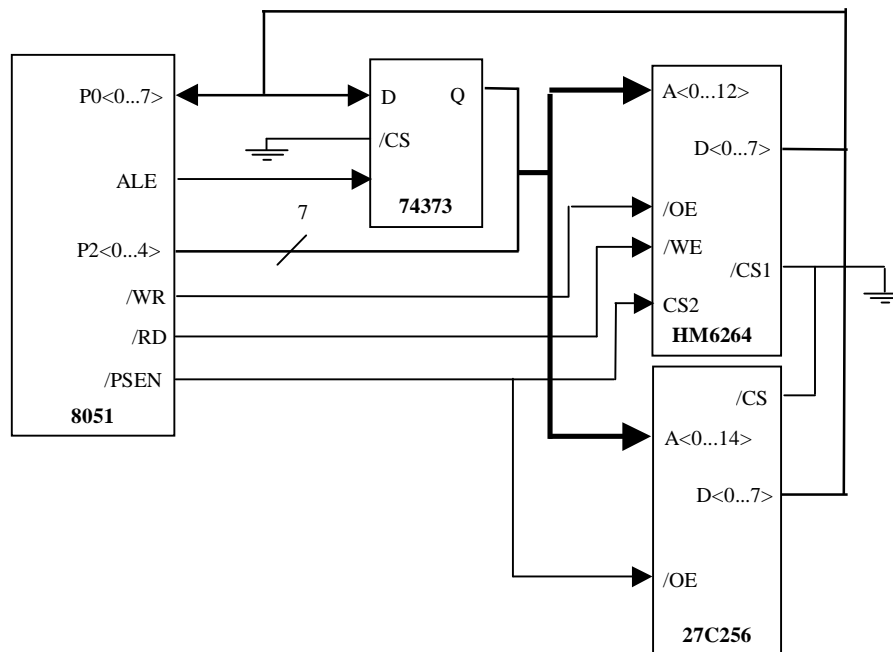 P0<0...7>
ALE
P2<0...4>
/WR
/RD
/PSEN
8051
D
Q
/CS
74373
7
A<0...12>
D<0...7>
/OE
/WE
/CS1
CS2
HM6264
/CS
A<0...14>
D<0...7>
/OE
27C256